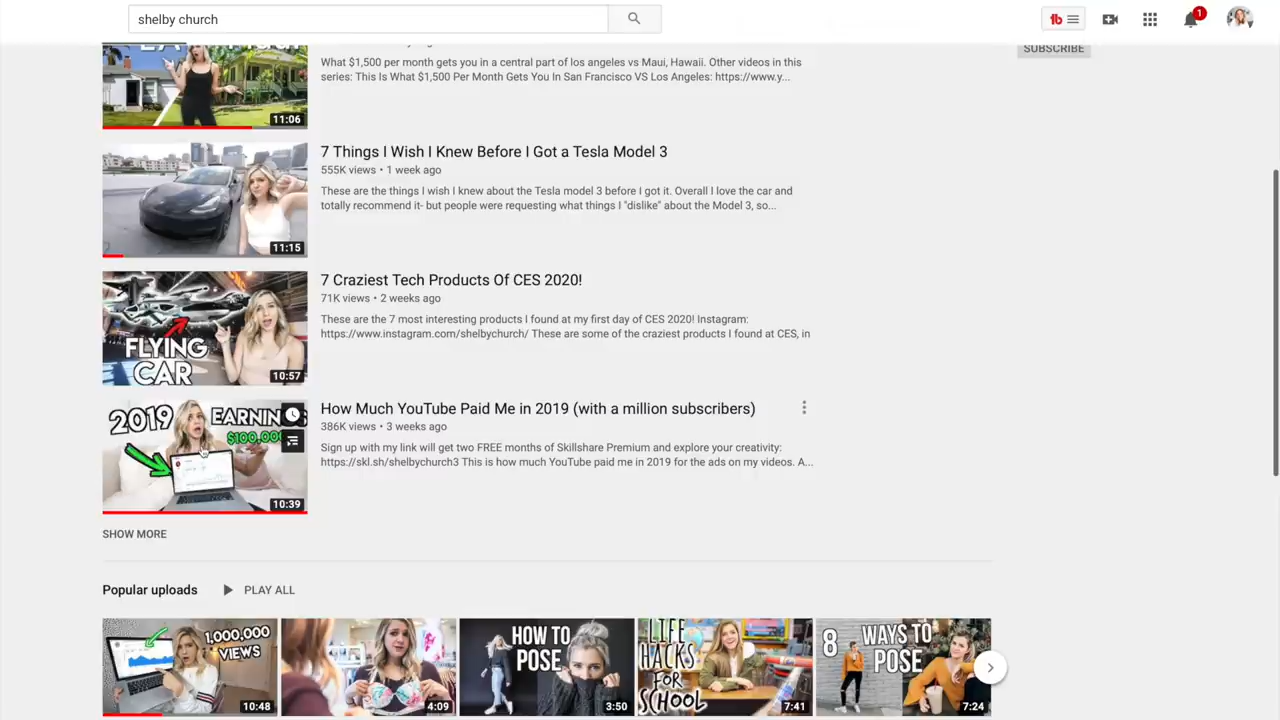 shelby church
tb
1
SUBSCRIBE
What $1,500 per month gets you in a central part of los angeles vs Maui, Hawaii. Other videos in this
series: This Is What $1,500 Per Month Gets You In San Francisco VS Los Angeles: https://www.y...
11:06
7 Things I Wish I Knew Before I Got a Tesla Model 3
555K views • 1 week ago
These are the things I wish I knew about the Tesla model 3 before I got it. Overall I love the car and
totally recommend it- but people were requesting what things I "dislike" about the Model 3, so...
11:15
7 Craziest Tech Products Of CES 2020!
71K views • 2 weeks ago
These are the 7 most interesting products I found at my first day of CES 2020! Instagram:
https://www.instagram.com/shelbychurch/ These are some of the craziest products I found at CES, in
FLYING
CAR
10:57
2019 EARNING
$100,000
How Much YouTube Paid Me in 2019 (with a million subscribers)
386K views • 3 weeks ago
Sign up with my link will get two FREE months of Skillshare Premium and explore your creativity:
https://skl.sh/shelbychurch3 This is how much YouTube paid me in 2019 for the ads on my videos. A...
10:39
SHOW MORE
Popular uploads
PLAY ALL
1,000,000
VIEWS
10:48
4:09
HOW TO
POSE
3:50
LIFE
HACKS
FOR
SCHOOL
7:41
8 WAYS TO
POSE
7:24